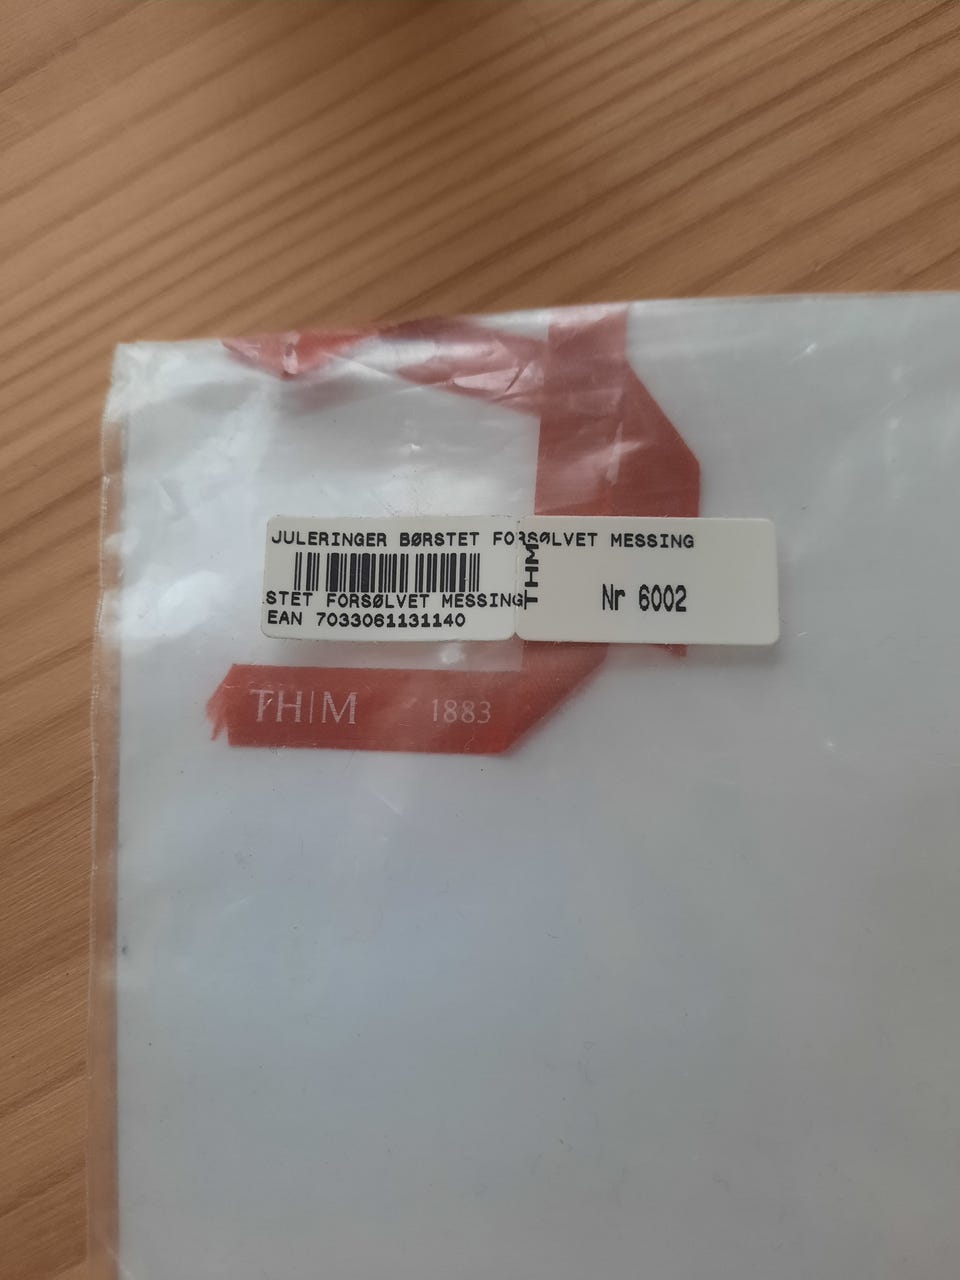 JULERINGER BØRSTET FORSØLVET MESSING
STET FORSØLVET MESSING
EAN 7033061131140
THM
Nr 6002
THIM 1883